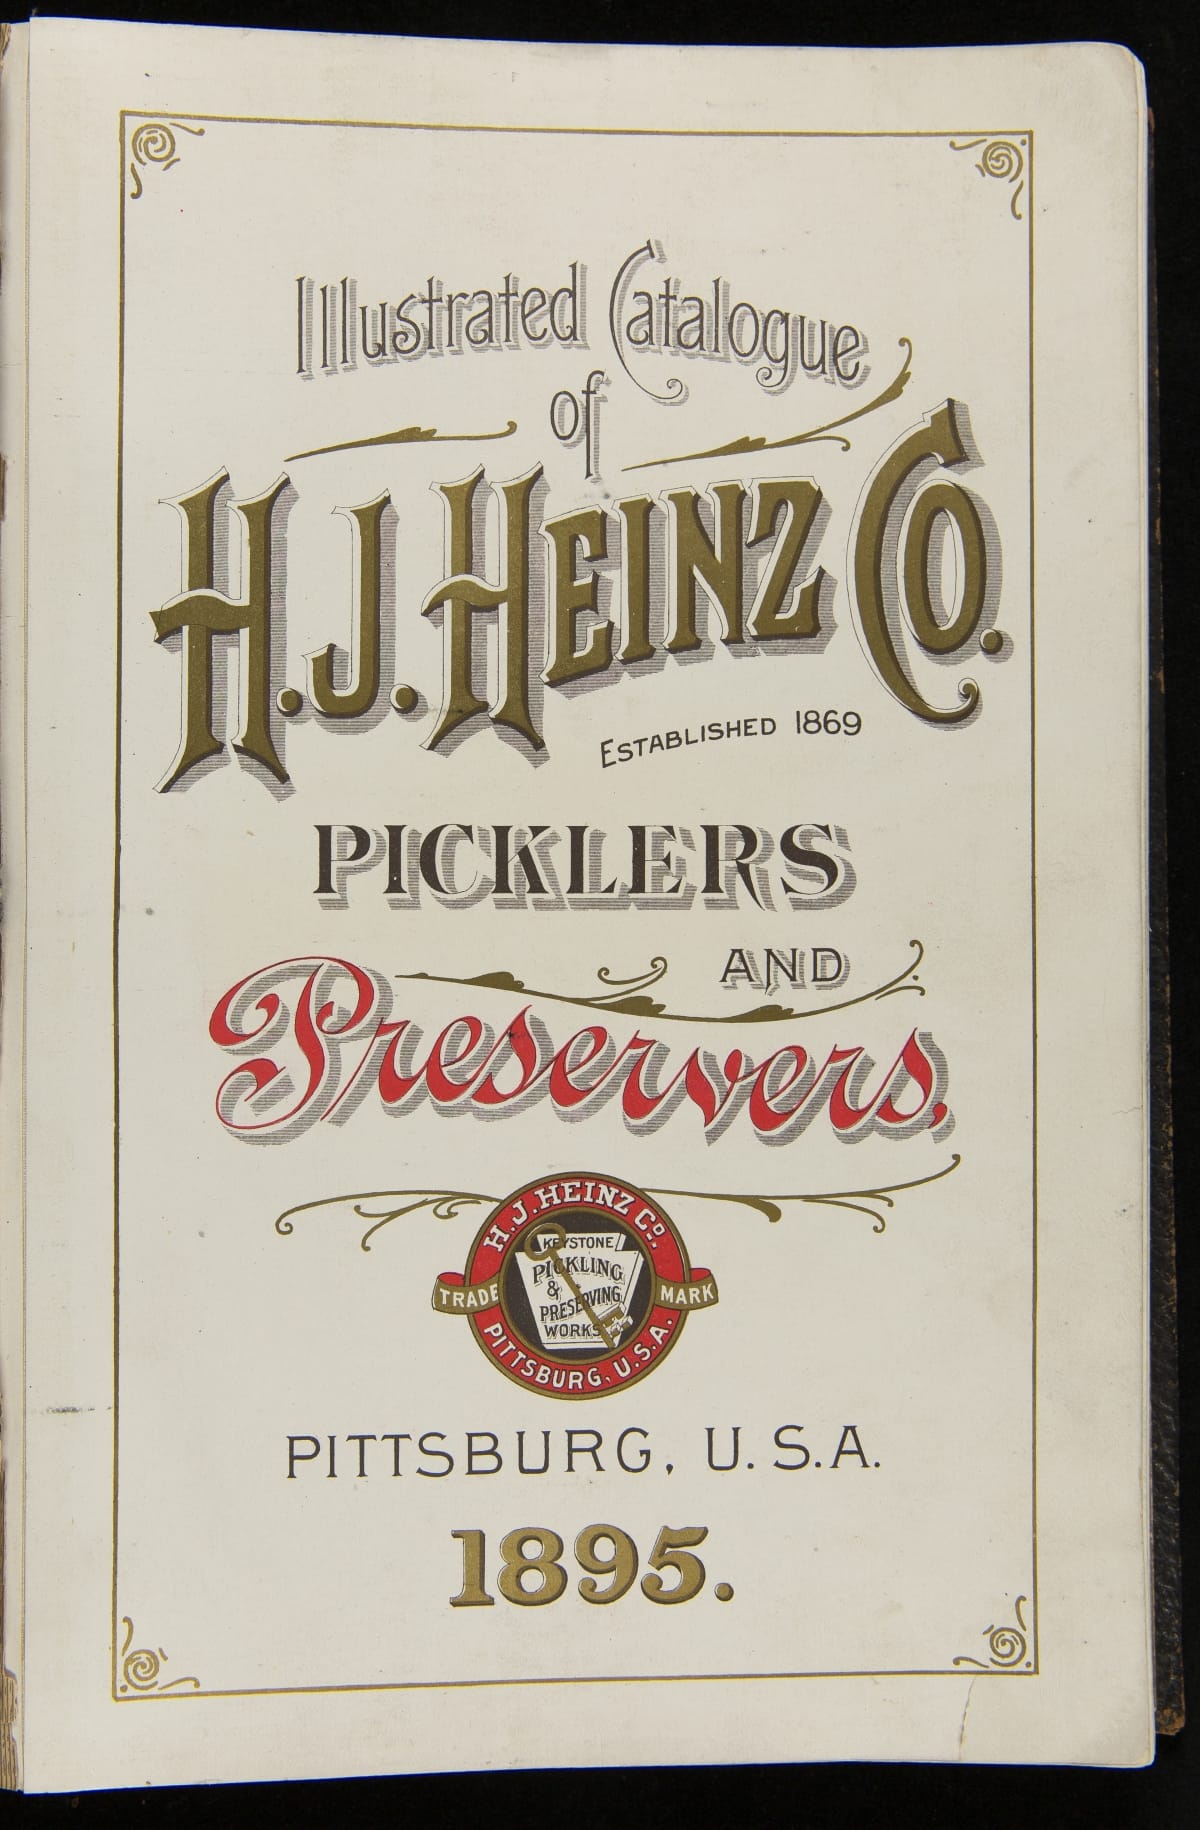 Illustrated Catalogue
of
H.J. HEINZ CO.
ESTABLISHED 1869
PICKLERS
AND
Preservers,
H.J. HEINZ Co.
KEYSTONE
PICKLING
&
PRESERVING
WORKS
TRADE MARK
PITTSBURG, U.S.A.
PITTSBURG, U.S.A.
1895.